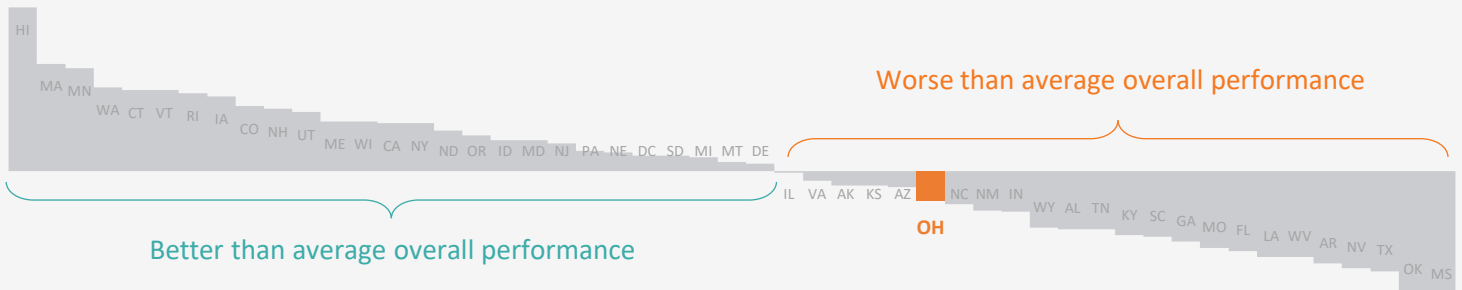 HI
MA
MN
WA
CT
VT
RI
IA
CO
NH
UT
ME
WI
CA
NY
ND
OR
ID
MD
NJ
PA
NE
DC
SD
MI
MT
DE
Worse than average overall performance
IL
VA
AK
KS
AZ
OH
NC
NM
IN
WY
AL
TN
KY
SC
GA
MO
FL
LA
WV
AR
NV
TX
OK
MS
Better than average overall performance